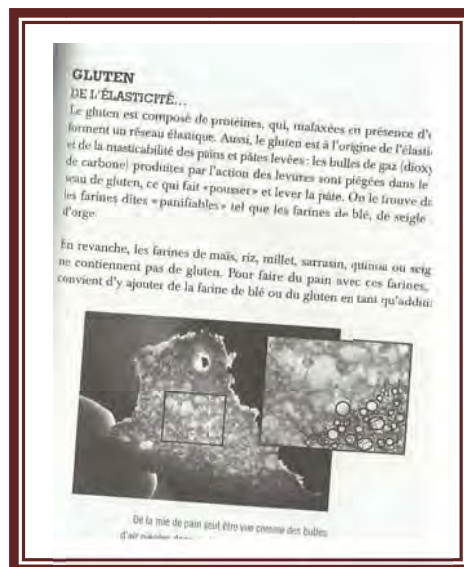 GLUTEN
DE L'ÉLASTICITÉ...
Le gluten est composé de protéines, qui, malaxées en présence d'e
forment un réseau élastique. Aussi, le gluten est à l'origine de l'élasti
et de la masticabilité des pains et pâtes levées : les bulles de gaz (diox
de carbone) produites par l'action des levures sont piégées dans le
seau de gluten, ce qui fait «pousser» et lever la pâte. On le trouve da
les farines dites «panifiables» tel que les farines de blé, de seigle
d'orge.
En revanche, les farines de maïs, riz, millet, sarrasin, quinoa ou seig
ne contiennent pas de gluten. Pour faire du pain avec ces farines,
convient d'y ajouter de la farine de blé ou du gluten en tant qu'additi
De la mie de pain peut être vue comme des bulles
d'air